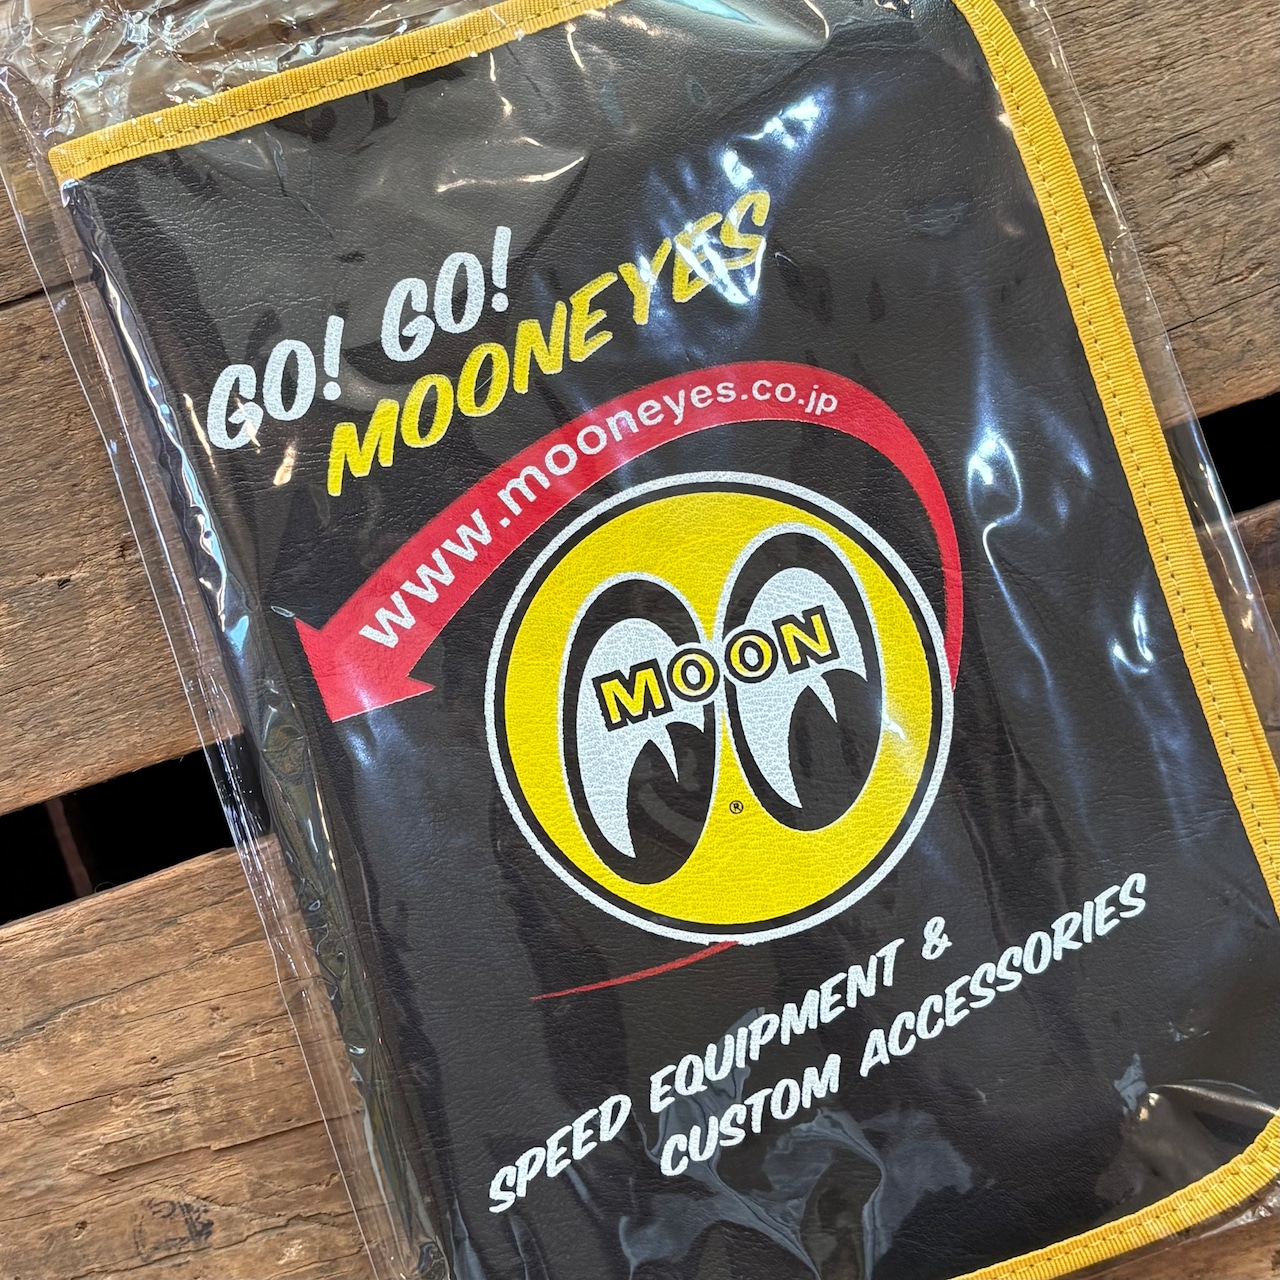 GO! GO!
MOONEYES
www.mooneyes.co.jp
MOON
®
SPEED EQUIPMENT &
CUSTOM ACCESSORIES